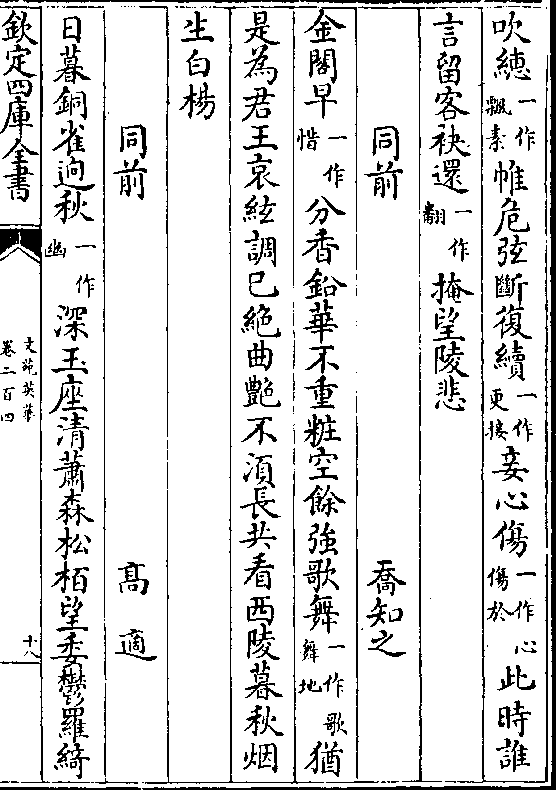 吹繐一作飄素帷危弦斷復續一作更接妾心傷一作心傷於此時誰
言留客袂還一作翻掩望陵悲
同前 喬知之
金閣早一作惜分香鉛華不重粧空餘強歌舞一作歌舞地猶
是為君王哀絃調已絶曲豔不須長共看西陵暮秋烟
生白楊
同前 髙適
日暮銅雀逈秋一作幽深玉座清蕭森松栢望委鬱羅綺
欽定四庫全書
文苑英華
卷二百四
十八